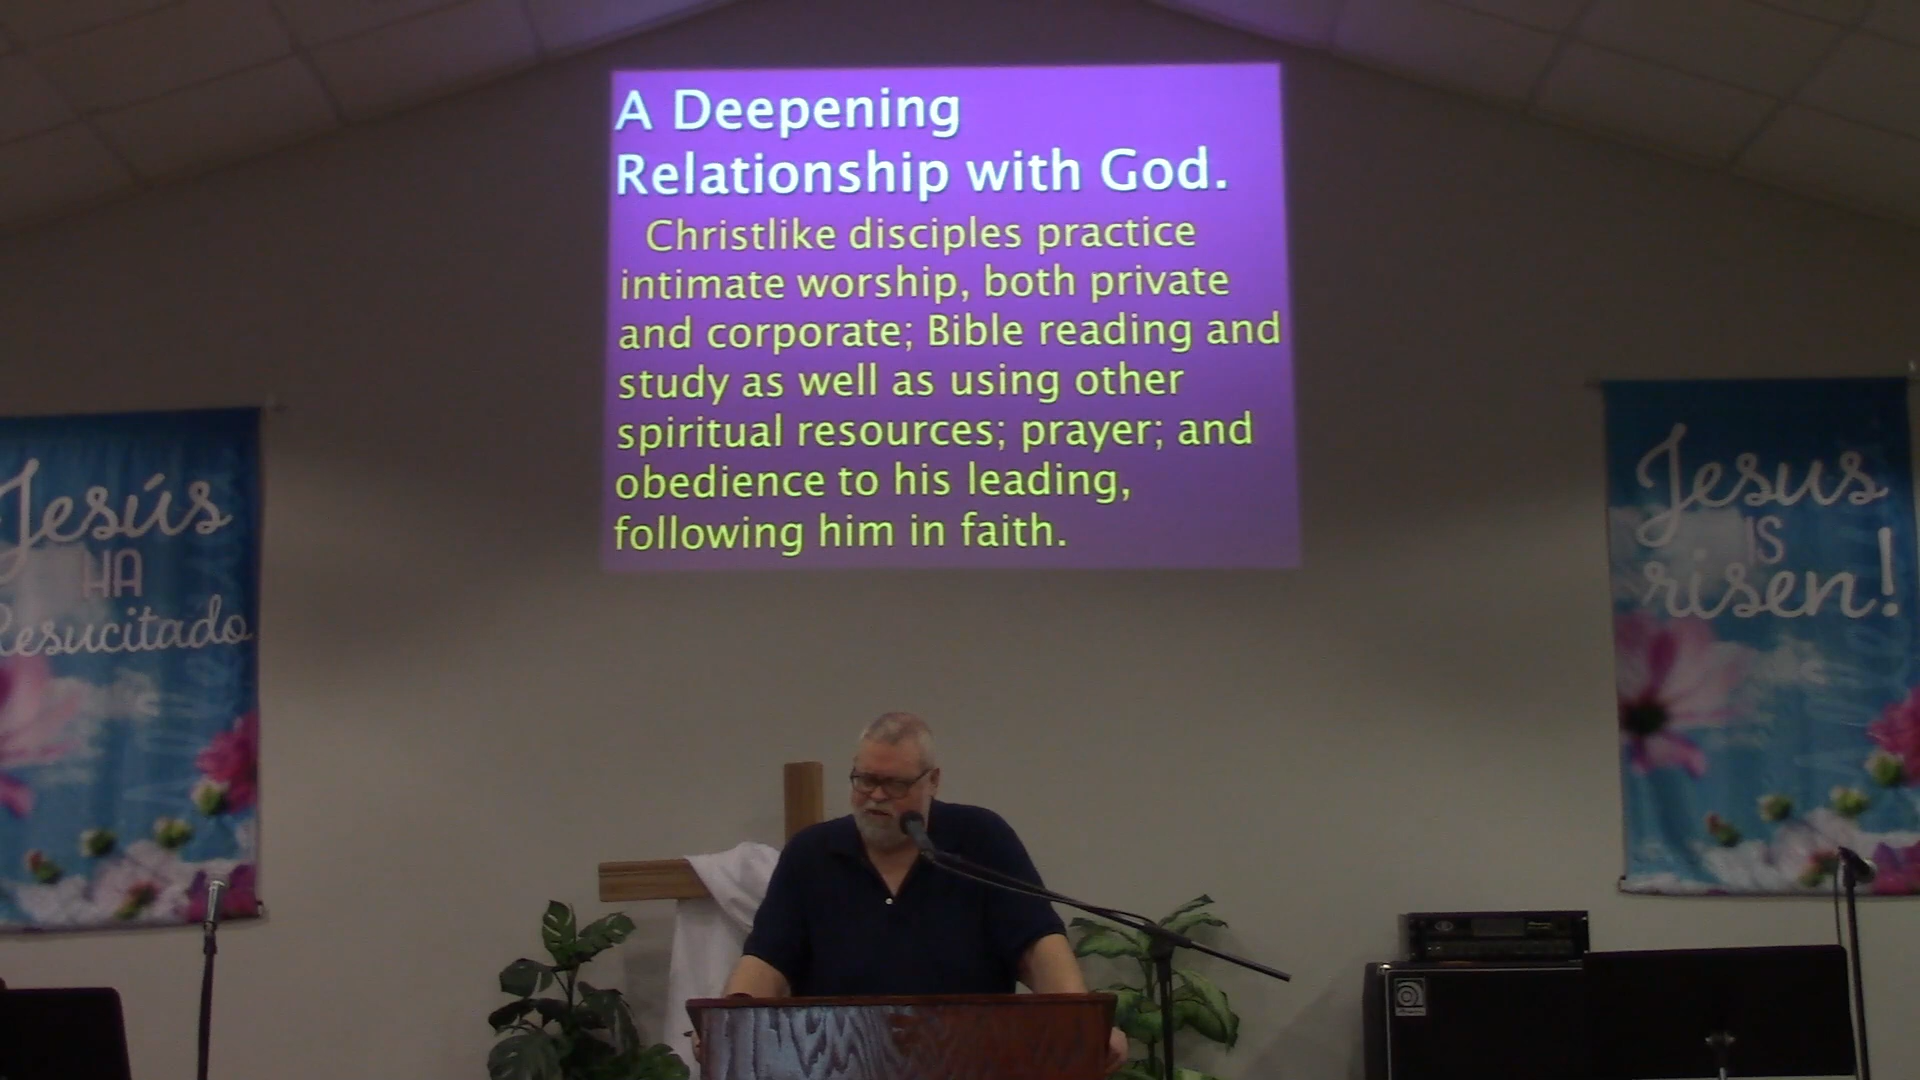 A Deepening
Relationship with God.
Christlike disciples practice
intimate worship, both private
and corporate; Bible reading and
study as well as using other
spiritual resources; prayer; and
obedience to his leading,
following him in faith.
Jesús
HA
Resucitado
Jesus
IS
risen!